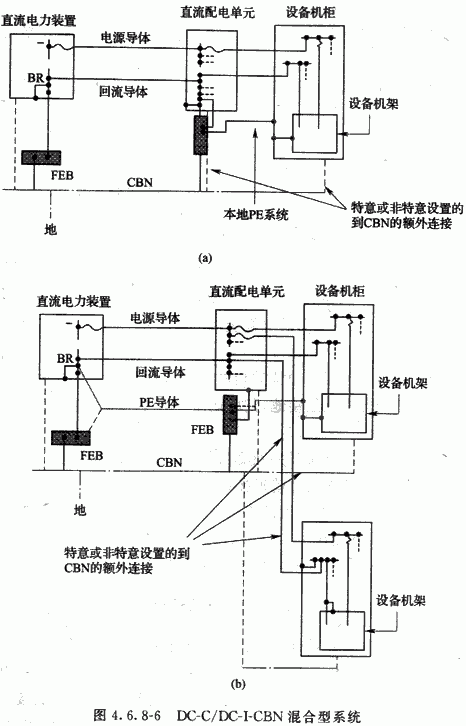 直流电力装置
直流配电单元
设备机柜
电源导体
BR
回流导体
设备机架
FEB
CBN
本地PE系统
特意或非特意设置的
到CBN的额外连接
地
(a)
直流电力装置
直流配电单元
设备机柜
电源导体
BR
回流导体
PE导体
设备机架
FEB
FEB
CBN
地
特意或非特意设置的到
CBN的额外连接
设备机架
(b)
图 4.6.8-6 DC-C/DC-I-CBN 混合型系统